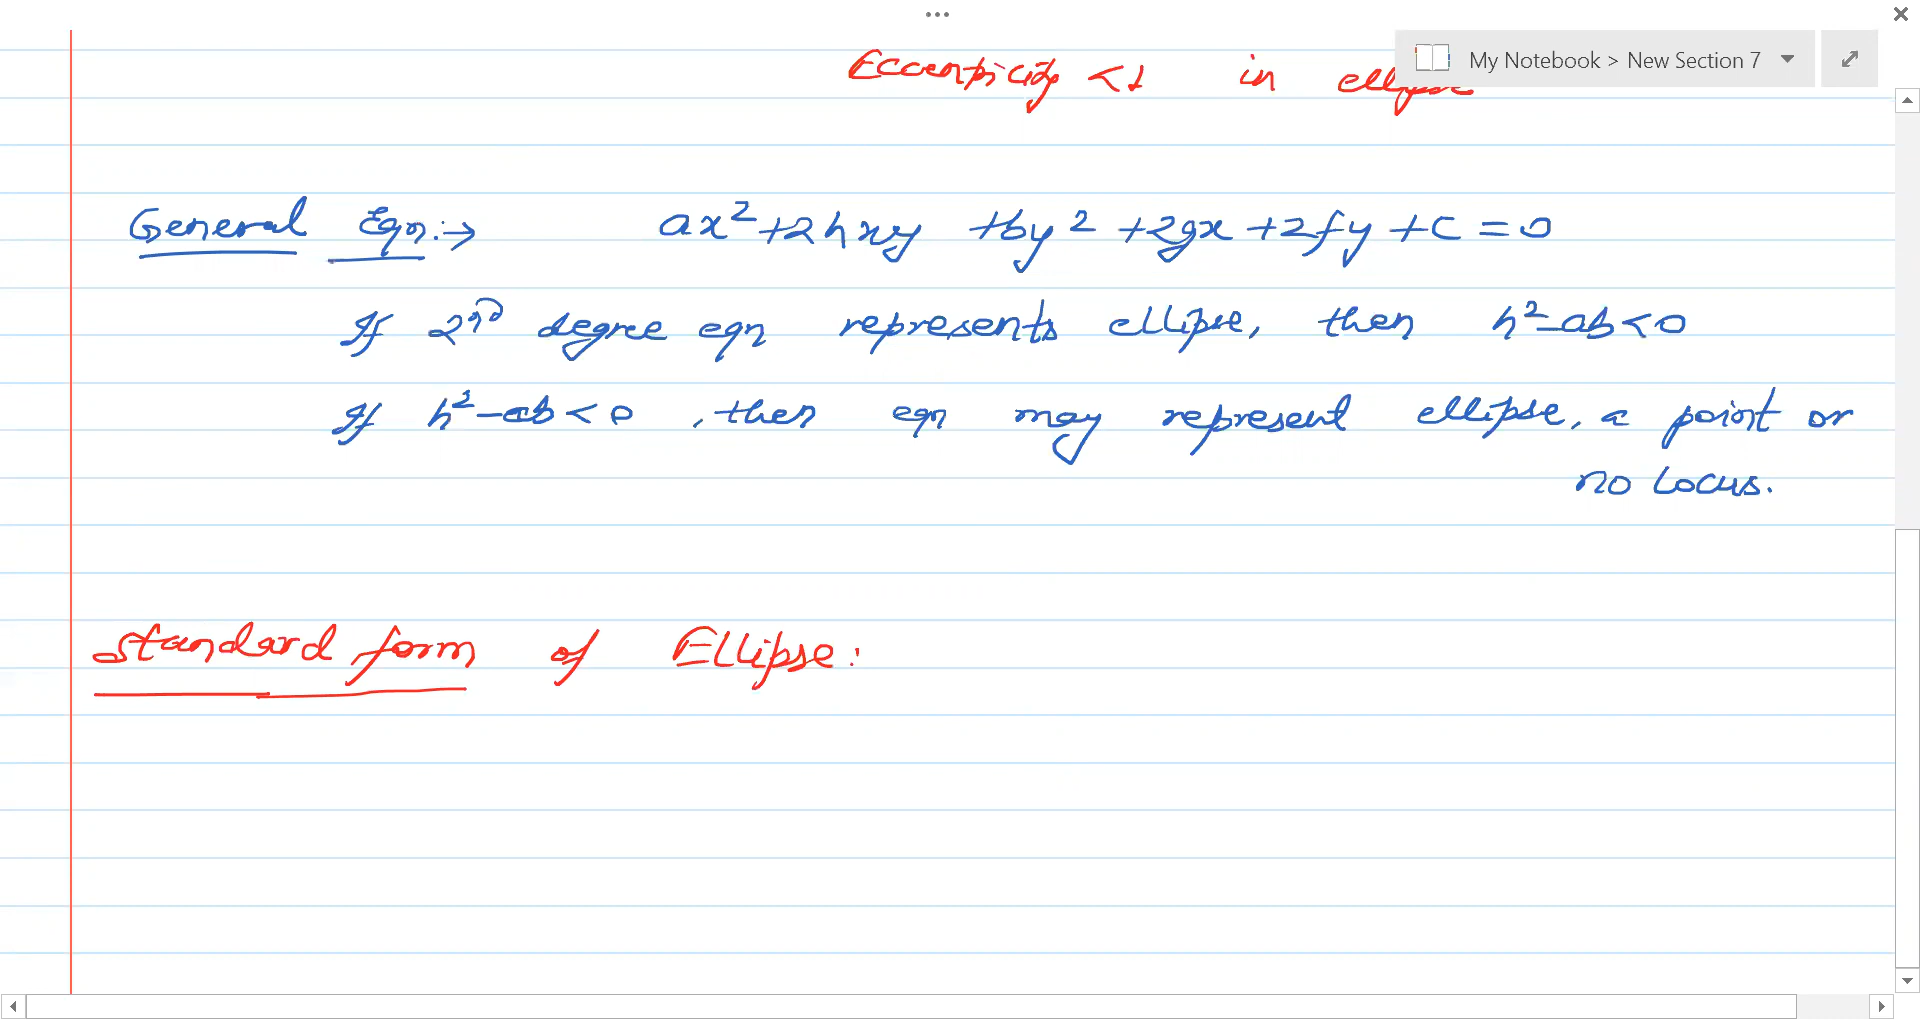 My Notebook > New Section 7
Eccentricity <1 in ellipse
General Eqn:→ ax²+2hxy +by² +2gx +2fy +c =0
If 2nd degree eqn represents ellipse, then h²-ab<0
If h²-ab<0, then eqn may represent ellipse, a point or
no Locus.
Standard form of Ellipse: